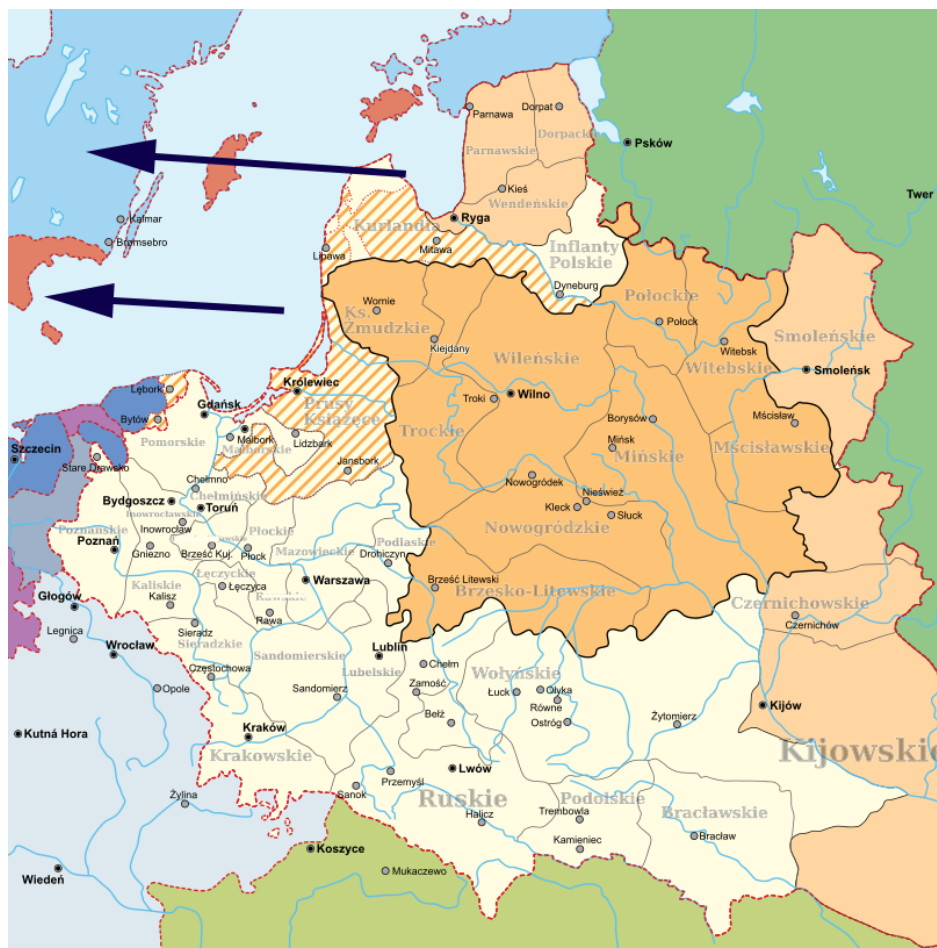 Parnawa
Dorpat
Dorpackie
Psków
Parnawskie
Twer
Kieś
Wendeńskie
Kalmar
Brømsebro
Ryga
Kurlandia
Mitawa
Lipawa
Inflanty
Polskie
Dyneburg
Wornie
Ks.
Żmudzkie
Połockie
Połock
Kiejdany
Wileńskie
Witebsk
Witebskie
Smoleńskie
Smoleńsk
Lębork
Królewiec
Troki
Wilno
Gdańsk
Prusy
Książęce
Bytów
Malbork
Lidzbark
Malborskie
Pomorskie
Trockie
Borysów
Mścisław
Mińsk
Mińskie
Mścisławskie
Szczecin
Stare Drawsko
Jansbork
Chełmno
Chełmińskie
Nowogródek
Bydgoszcz
Toruń
Nieśwież
Kleck
Słuck
Inowrocławskie
Inowrocław
Poznańskie
Płockie
Nowogródzkie
Poznań
Gniezno
Brześć Kuj.
Płock
Mazowieckie
Podlaskie
Drohiczyn
Łęczyckie
Łęczyca
Warszawa
Brześć Litewski
Brzesko-Litewskie
Kaliskie
Kalisz
Rawskie
Rawa
Głogów
Czernichowskie
Czernichów
Legnica
Wrocław
Sieradz
Sieradzkie
Sandomierskie
Lublin
Lubelskie
Chełm
Wołyńskie
Częstochowa
Opole
Sandomierz
Zamość
Łuck
Ołyka
Równe
Ostróg
Kijów
Bełż
Żytomierz
Kutná Hora
Kraków
Krakowskie
Kijowskie
Lwów
Przemyśl
Sanok
Ruskie
Halicz
Podolskie
Trembowla
Bracławskie
Bracław
Kamieniec
Żylina
Koszyce
Mukaczewo
Wiedeń